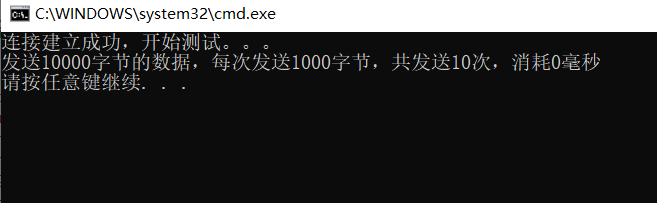 C:\WINDOWS\system32\cmd.exe
连接建立成功，开始测试。。。
发送10000字节的数据，每次发送1000字节，共发送10次，消耗0毫秒
请按任意键继续. . .